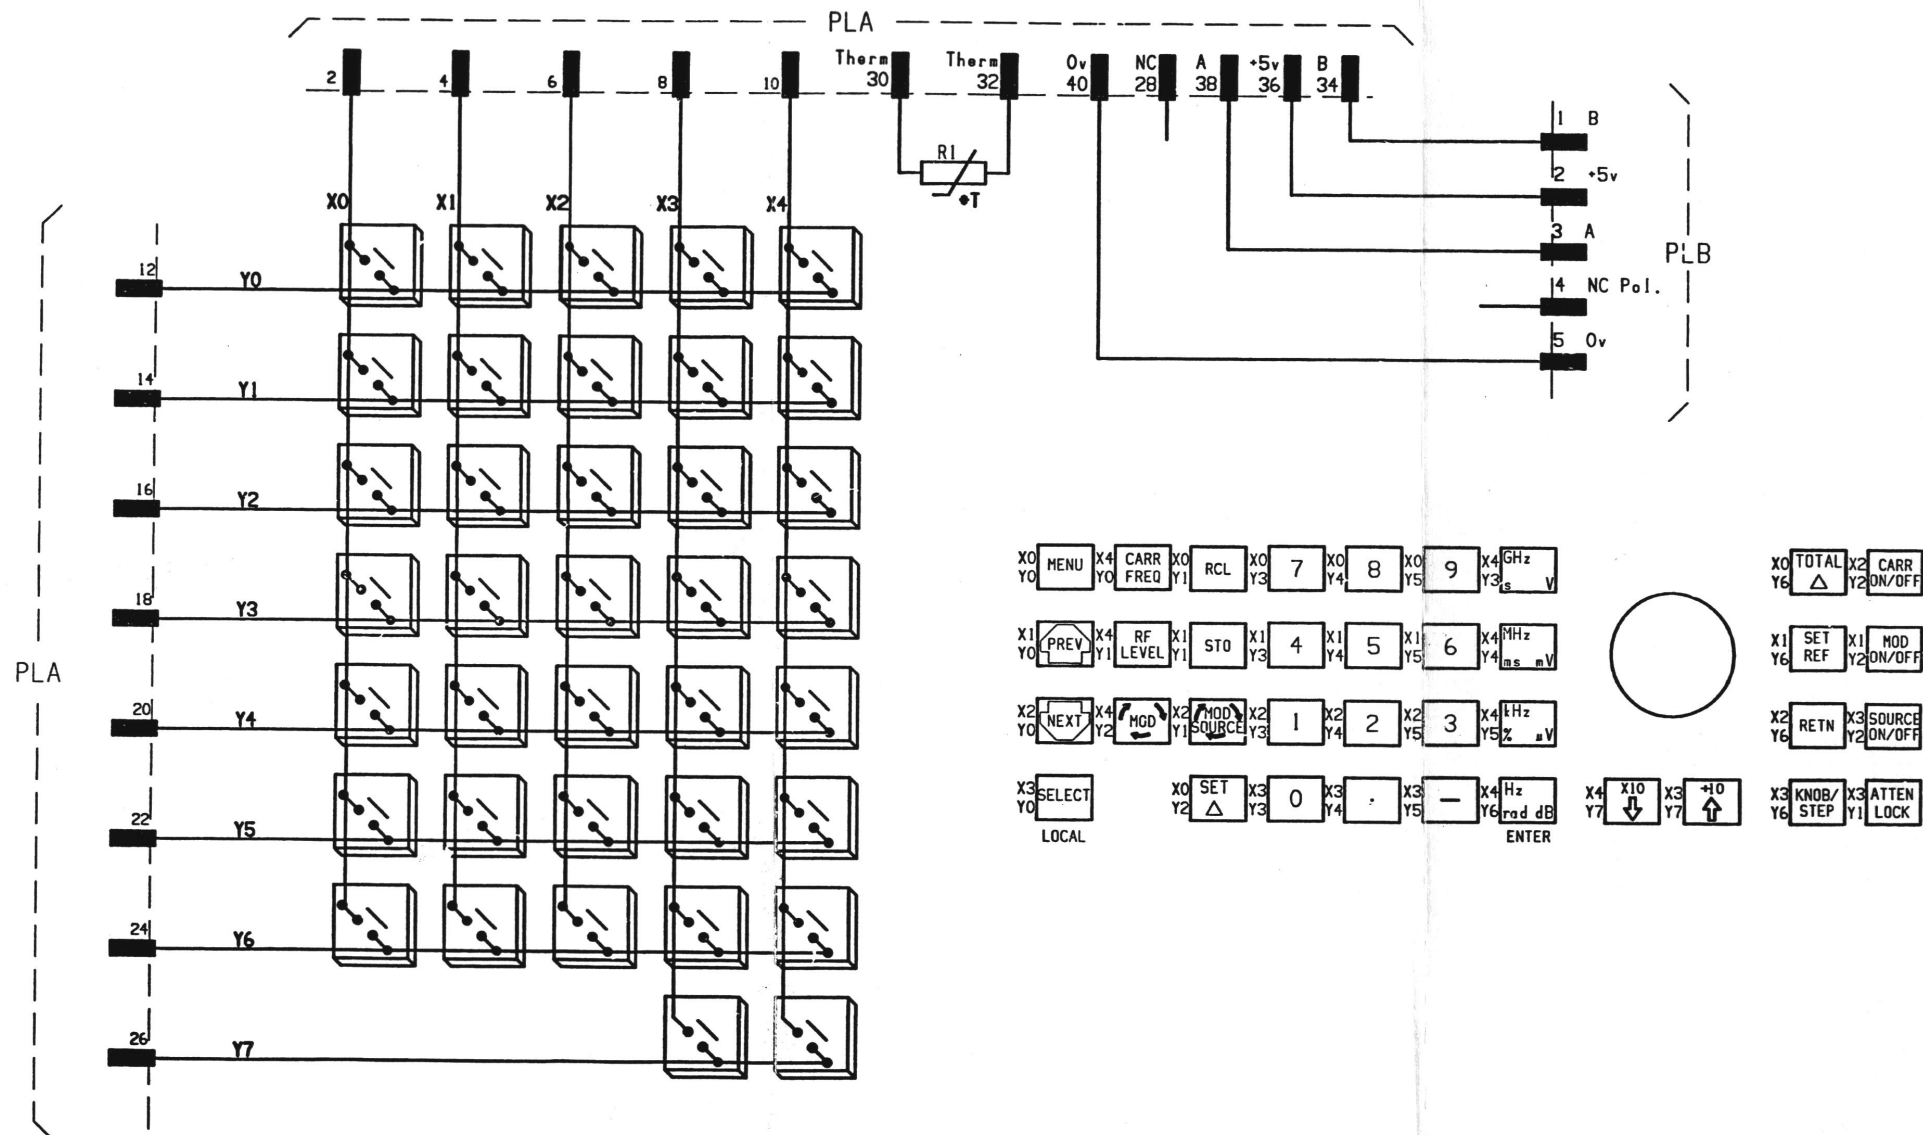 PLA
2 4 6 8 10 Therm 30 Therm 32 0v 40 NC 28 A 38 +5v 36 B 34
R1
+T
1 B
2 +5v
3 A
PLB
4 NC Pol.
5 0v
X0 X1 X2 X3 X4
12 Y0
14 Y1
16 Y2
18 Y3
PLA
20 Y4
22 Y5
24 Y6
26 Y7
X0 Y0 MENU
X4 Y0 CARR FREQ
X0 Y1 RCL
X0 Y3 7
X0 Y4 8
X0 Y5 9
X4 Y3 GHz s V
X0 Y6 TOTAL △
X2 Y2 CARR ON/OFF
X1 Y0 PREV
X4 Y1 RF LEVEL
X1 Y1 STO
X1 Y3 4
X1 Y4 5
X1 Y5 6
X4 Y4 MHz ms mV
X1 Y6 SET REF
X1 Y2 MOD ON/OFF
X2 Y0 NEXT
X4 Y2 MOD
X2 Y1 MOD SOURCE
X2 Y3 1
X2 Y4 2
X2 Y5 3
X4 Y5 kHz % µV
X2 Y6 RETN
X3 Y2 SOURCE ON/OFF
X3 Y0 SELECT
LOCAL
X0 Y2 SET △
X3 Y3 0
X3 Y4 .
X3 Y5 —
X4 Y6 Hz rad dB
ENTER
X4 Y7 X10 ⇩
X3 Y7 ÷10 ⇧
X3 Y6 KNOB/ STEP
X3 Y1 ATTEN LOCK